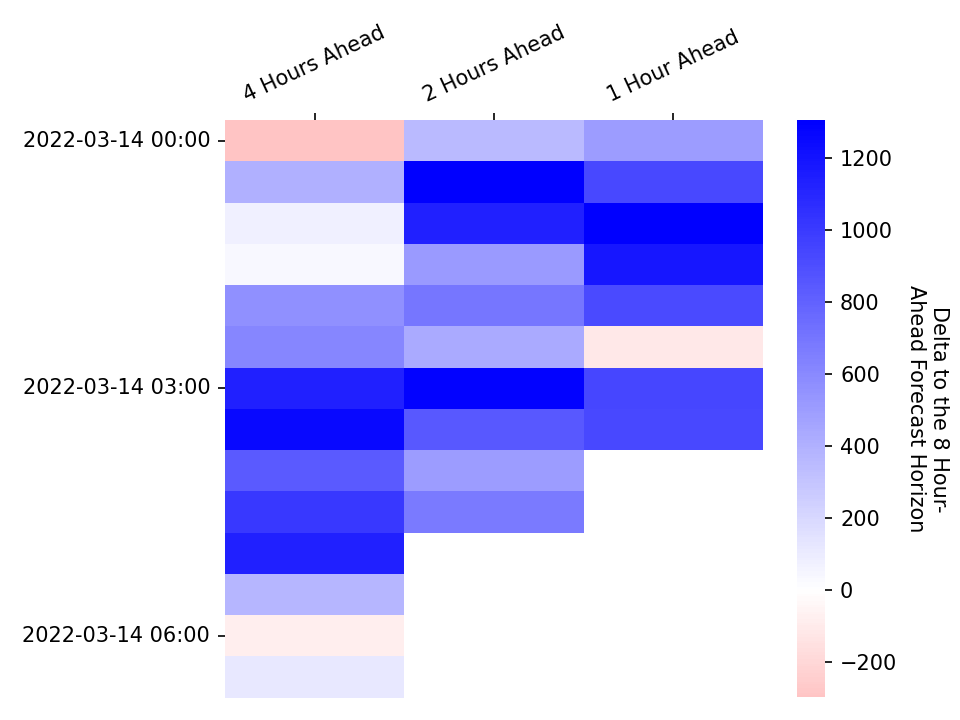 4 Hours Ahead
2 Hours Ahead
1 Hour Ahead
2022-03-14 00:00
2022-03-14 03:00
2022-03-14 06:00
1200
1000
800
600
400
200
0
−200
Delta to the 8 Hour-
Ahead Forecast Horizon